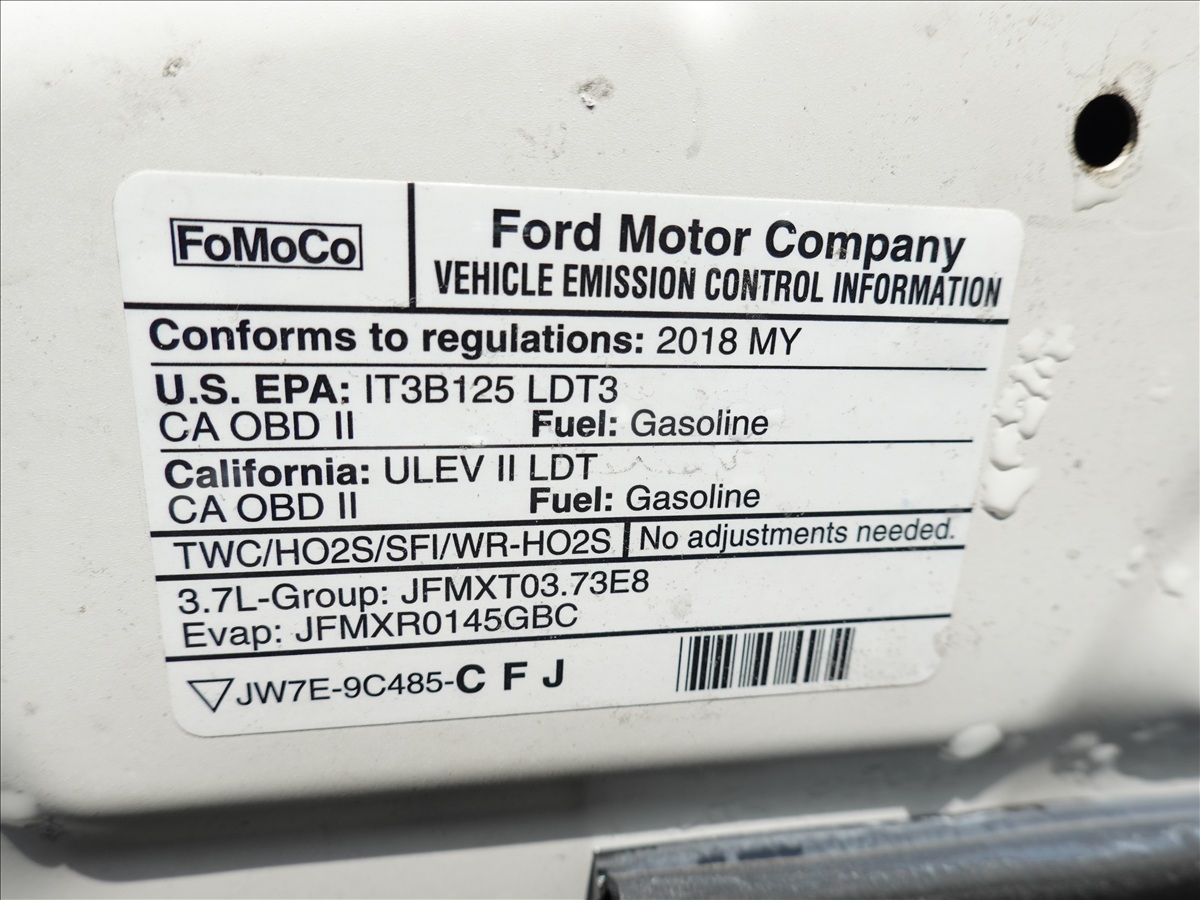 FoMoCo
Ford Motor Company
VEHICLE EMISSION CONTROL INFORMATION
Conforms to regulations: 2018 MY
U.S. EPA: IT3B125 LDT3
CA OBD II Fuel: Gasoline
California: ULEV II LDT
CA OBD II Fuel: Gasoline
TWC/HO2S/SFI/WR-HO2S No adjustments needed.
3.7L-Group: JFMXT03.73E8
Evap: JFMXR0145GBC
JW7E-9C485-C F J